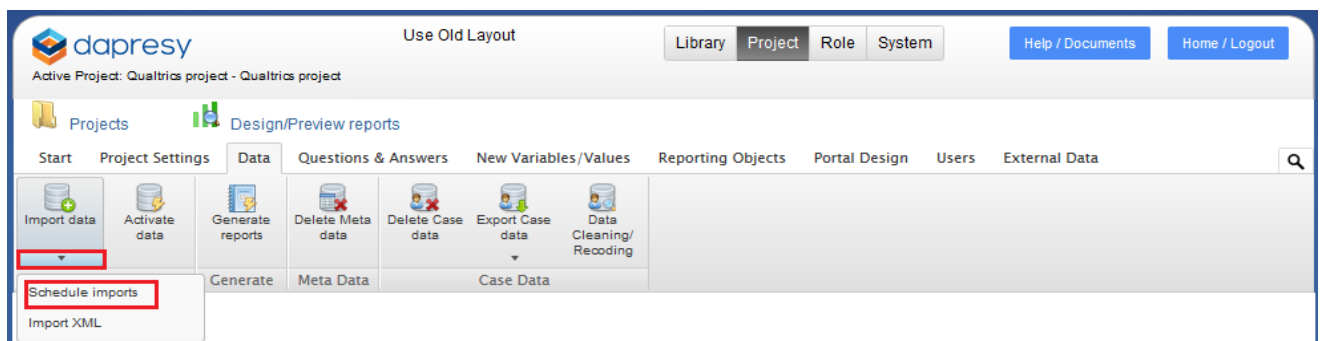 dapresy
Use Old Layout
Library Project Role System
Help / Documents
Home / Logout
Active Project: Qualtrics project - Qualtrics project
Projects
Design/Preview reports
Start Project Settings Data Questions & Answers New Variables/Values Reporting Objects Portal Design Users External Data
Import data
Activate
data
Generate
reports
Delete Meta
data
Delete Case
data
Export Case
data
Data
Cleaning/
Recoding
Generate Meta Data Case Data
Schedule imports
Import XML